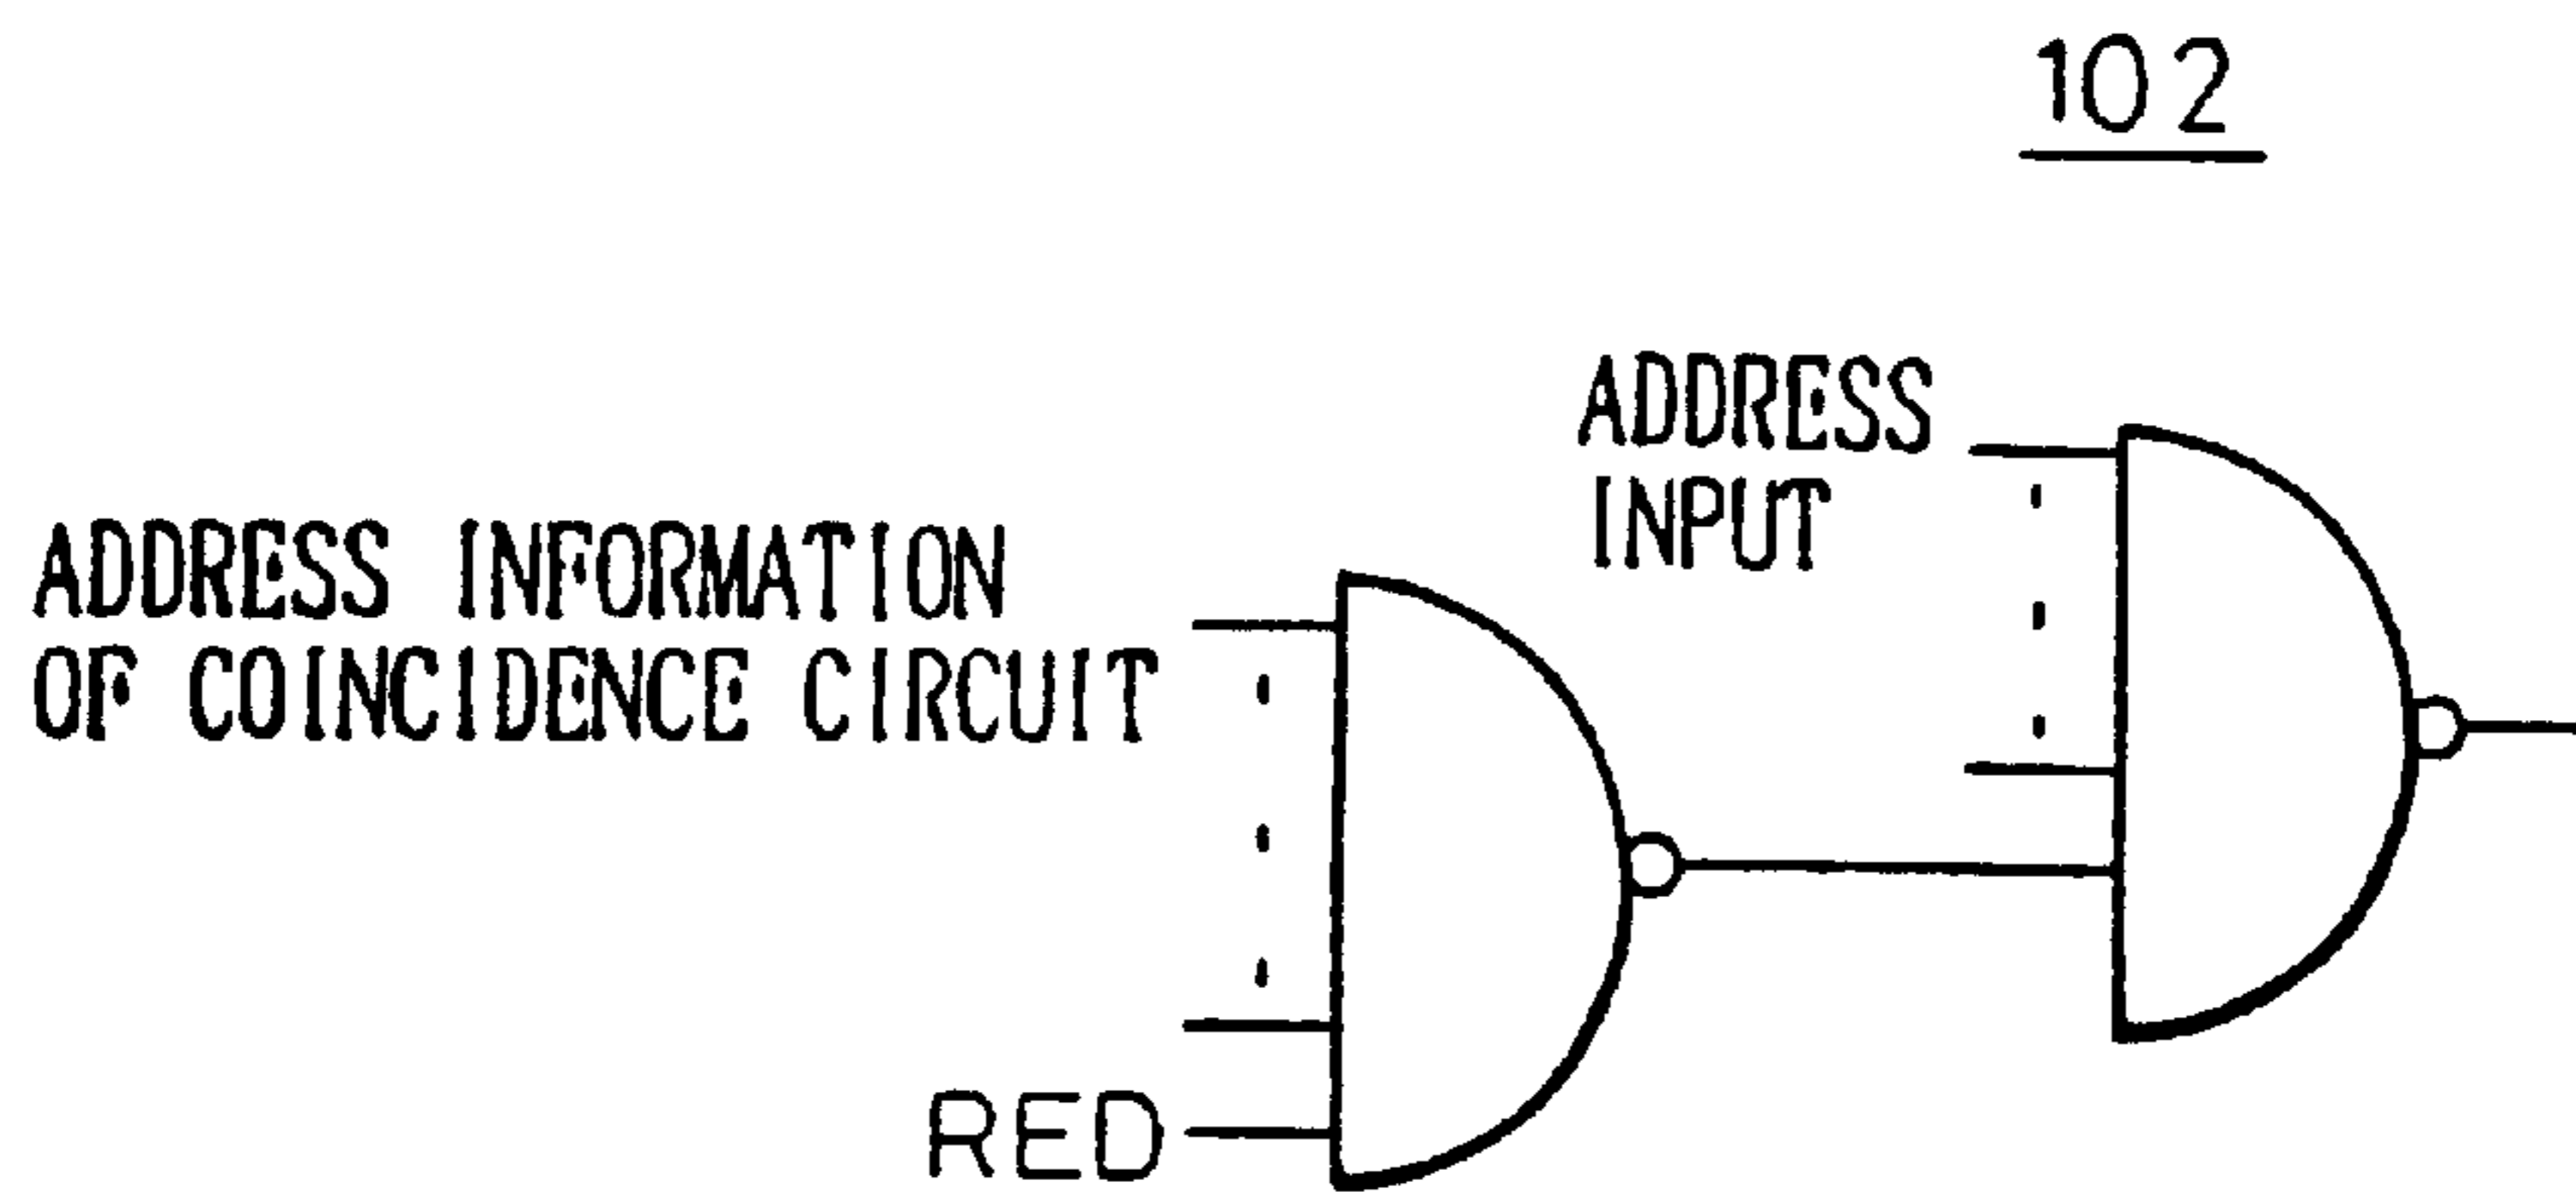 102
ADDRESS
INPUT
ADDRESS INFORMATION
OF COINCIDENCE CIRCUIT
RED